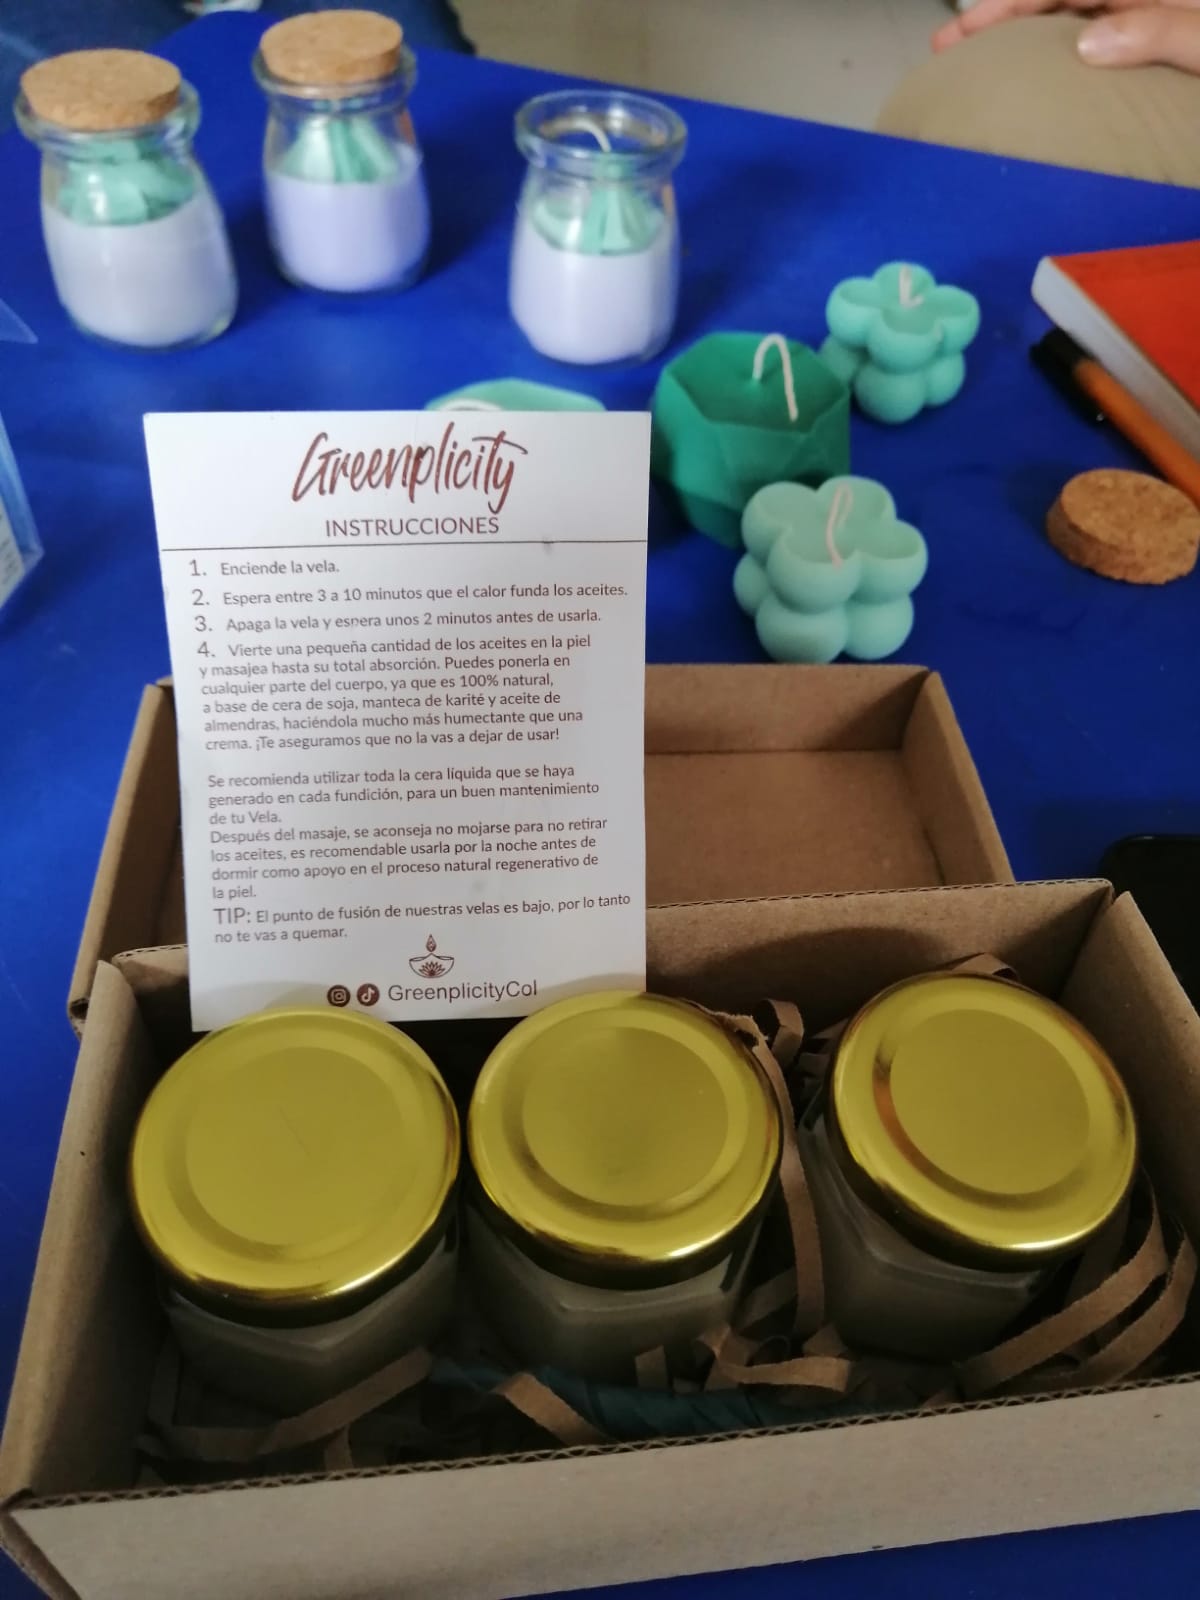 Greenplicity
INSTRUCCIONES
1. Enciende la vela.
2. Espera entre 3 a 10 minutos que el calor funda los aceites.
3. Apaga la vela y espera unos 2 minutos antes de usarla.
4. Vierte una pequeña cantidad de los aceites en la piel
y masajea hasta su total absorción. Puedes ponerla en
cualquier parte del cuerpo, ya que es 100% natural,
a base de cera de soja, manteca de karité y aceite de
almendras, haciéndola mucho más humectante que una
crema. ¡Te aseguramos que no la vas a dejar de usar!
Se recomienda utilizar toda la cera líquida que se haya
generado en cada fundición, para un buen mantenimiento
de tu Vela.
Después del masaje, se aconseja no mojarse para no retirar
los aceites, es recomendable usarla por la noche antes de
dormir como apoyo en el proceso natural regenerativo de
la piel.
TIP: El punto de fusión de nuestras velas es bajo, por lo tanto
no te vas a quemar.
GreenplicityCol